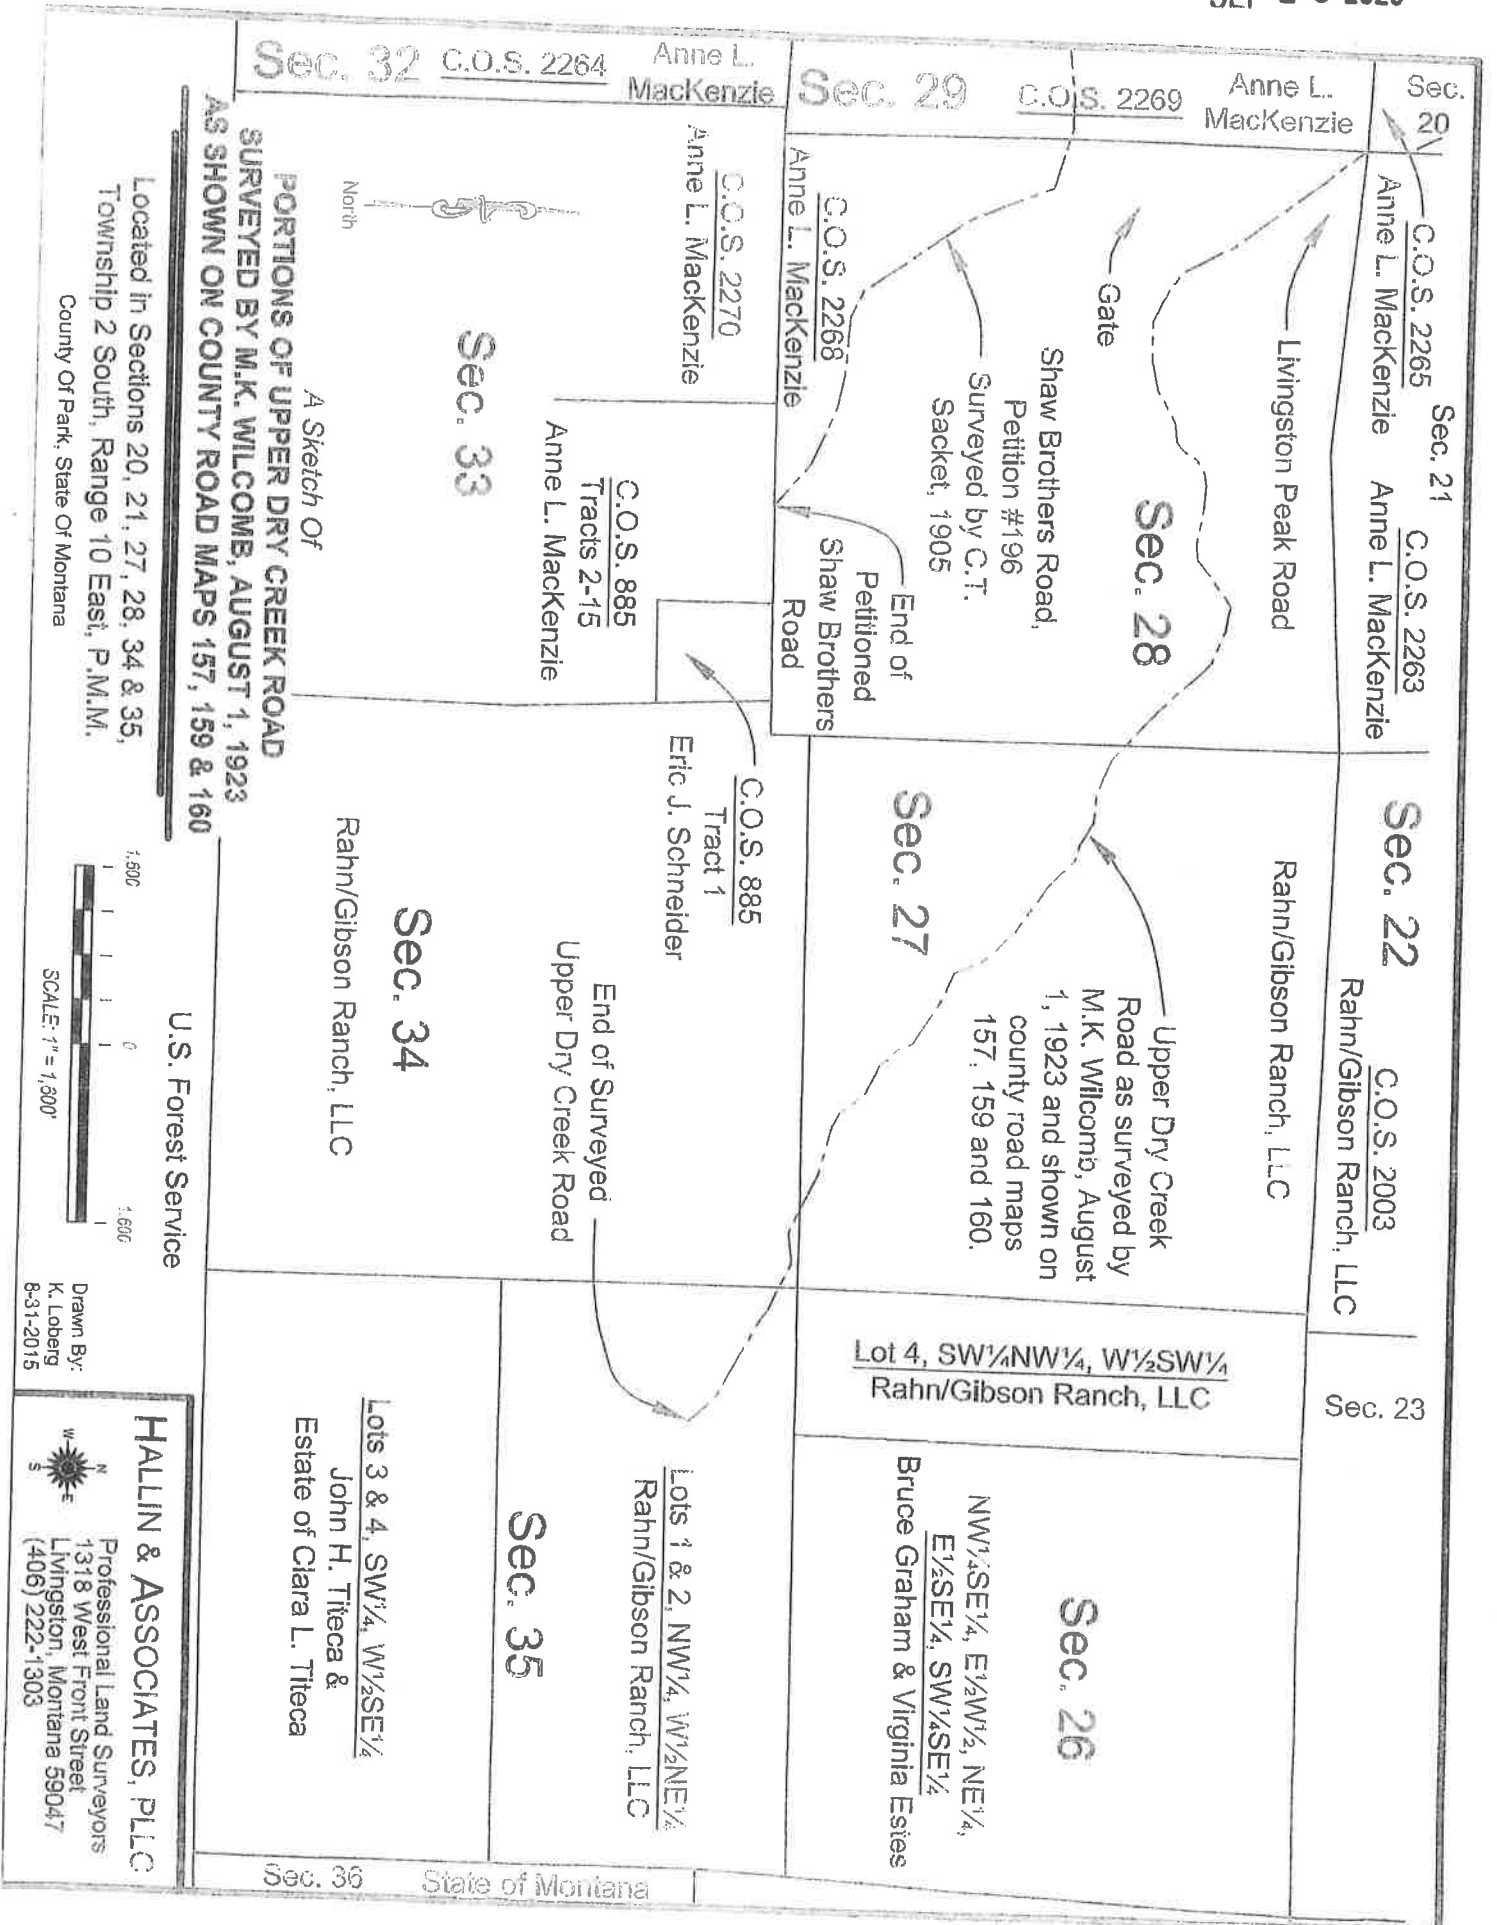 Sec.
20
C.O.S. 2265
Anne L. MacKenzie
Sec. 21
C.O.S. 2263
Anne L. MacKenzie
Sec. 22
C.O.S. 2003
Rahn/Gibson Ranch, LLC
Sec. 23
Anne L.
MacKenzie
C.O.S. 2269
Sec. 29
Livingston Peak Road
Gate
Sec. 28
Shaw Brothers Road,
Petition #196
Surveyed by C.T.
Sacket, 1905
C.O.S. 2268
Anne L. MacKenzie
End of
Petitioned
Shaw Brothers
Road
Rahn/Gibson Ranch, LLC
Upper Dry Creek
Road as surveyed by
M.K. Wilcomb, August
1, 1923 and shown on
county road maps
157, 159 and 160.
Sec. 27
Lot 4, SW¼NW¼, W½SW¼
Rahn/Gibson Ranch, LLC
Sec. 26
NW¼SE¼, E½W½, NE¼,
E½SE¼, SW¼SE¼
Bruce Graham & Virginia Estes
Anne L.
MacKenzie
C.O.S. 2264
Sec. 32
C.O.S. 2270
Anne L. MacKenzie
Sec. 33
C.O.S. 885
Tracts 2-15
Anne L. MacKenzie
C.O.S. 885
Tract 1
Eric J. Schneider
End of Surveyed
Upper Dry Creek Road
Sec. 34
Rahn/Gibson Ranch, LLC
Lots 1 & 2, NW¼, W½NE¼
Rahn/Gibson Ranch, LLC
Sec. 35
Lots 3 & 4, SW¼, W½SE¼
John H. Titeca &
Estate of Clara L. Titeca
State of Montana
Sec. 36
North
A Sketch Of
PORTIONS OF UPPER DRY CREEK ROAD
SURVEYED BY M.K. WILCOMB, AUGUST 1, 1923
AS SHOWN ON COUNTY ROAD MAPS 157, 159 & 160
Located in Sections 20, 21, 27, 28, 34 & 35,
Township 2 South, Range 10 East, P.M.M.
County Of Park, State Of Montana
U.S. Forest Service
1,600 0 1,600
SCALE: 1" = 1,600'
Drawn By:
K. Loberg
8-31-2015
HALLIN & ASSOCIATES, PLLC
N
W E
S
Professional Land Surveyors
1318 West Front Street
Livingston, Montana 59047
(406) 222-1303